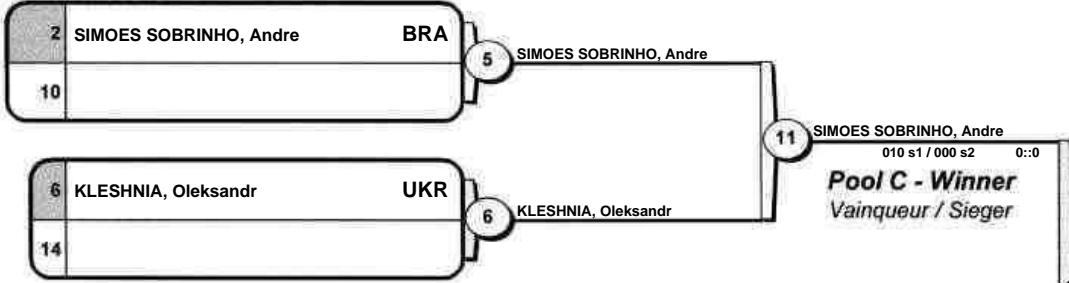 2 SIMOES SOBRINHO, Andre BRA
5 SIMOES SOBRINHO, Andre
10
11 SIMOES SOBRINHO, Andre
010 s1 / 000 s2 0::0
Pool C - Winner
Vainqueur / Sieger
6 KLESHNIA, Oleksandr UKR
6 KLESHNIA, Oleksandr
14